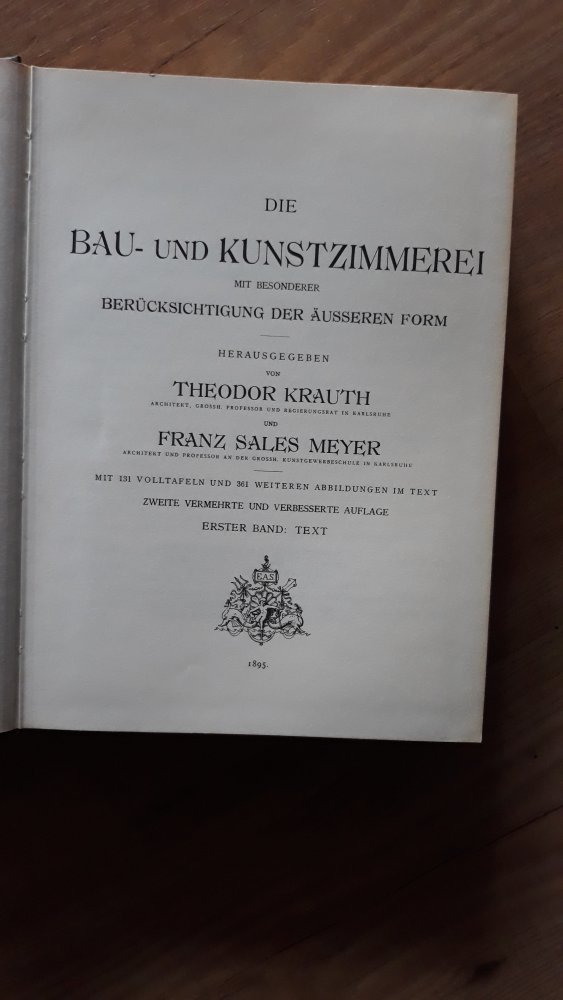 DIE
BAU- UND KUNSTZIMMEREI
MIT BESONDERER
BERÜCKSICHTIGUNG DER ÄUSSEREN FORM
HERAUSGEGEBEN
VON
THEODOR KRAUTH
ARCHITEKT, GROSSH. PROFESSOR UND REGIERUNGSRAT IN KARLSRUHE
UND
FRANZ SALES MEYER
ARCHITEKT UND PROFESSOR AN DER GROSSH. KUNSTGEWERBESCHULE IN KARLSRUHE
MIT 131 VOLLTAFELN UND 361 WEITEREN ABBILDUNGEN IM TEXT
ZWEITE VERMEHRTE UND VERBESSERTE AUFLAGE
ERSTER BAND: TEXT
E.A.S.
1895.